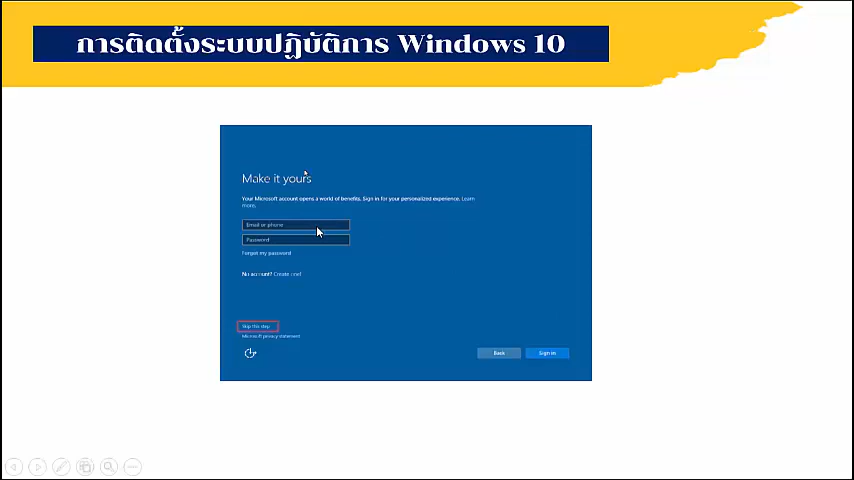 การติดตั้งระบบปฏิบัติการ Windows 10
Make it yours
Your Microsoft account opens a world of benefits. Sign in for your personalized experience. Learn
more.
Email or phone
Password
Forgot my password
No account? Create one!
Skip this step
Microsoft privacy statement
Back
Sign in